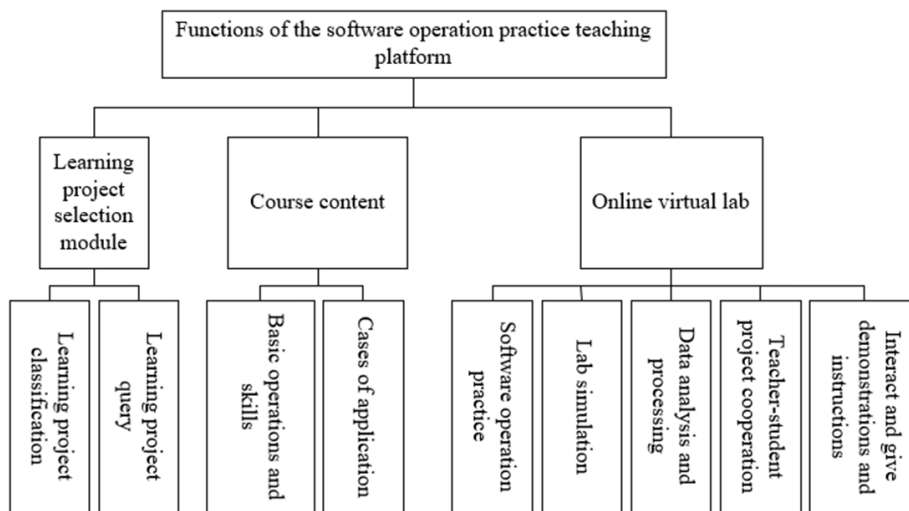 Functions of the software operation practice teaching
platform
Learning
project
selection
module
Course content
Online virtual lab
Learning project
classification
Learning project
query
Basic operations and
skills
Cases of application
Software operation
practice
Lab simulation
Data analysis and
processing
Teacher-student
project cooperation
Interact and give
demonstrations and
instructions